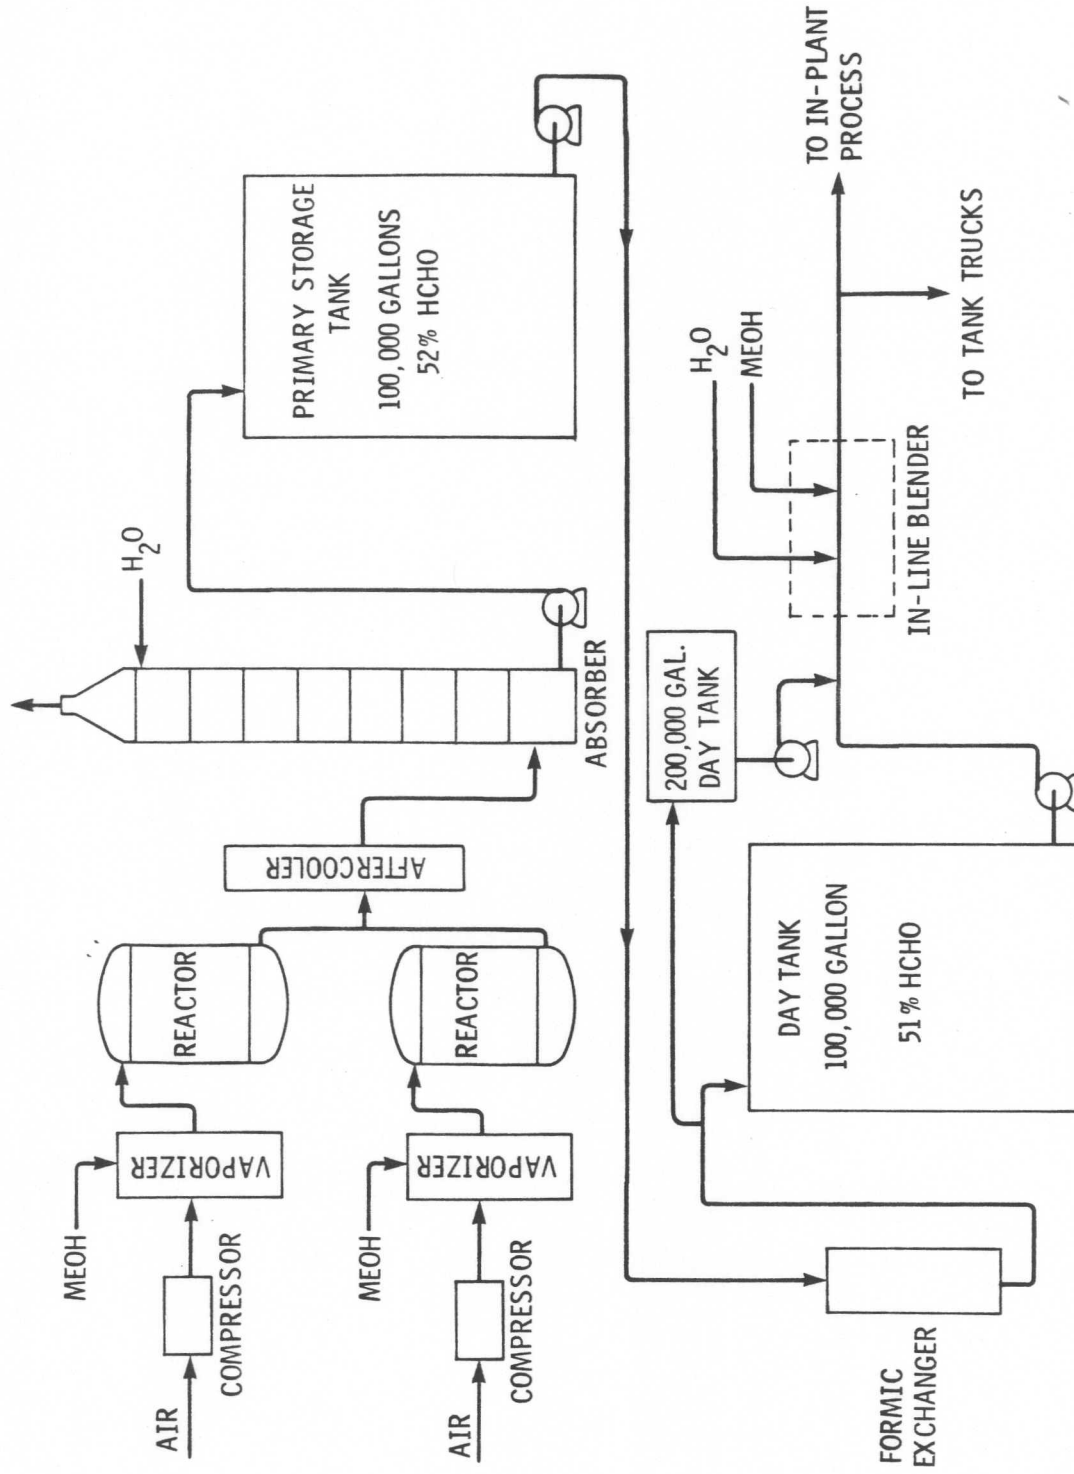 AIR
COMPRESSOR
MEOH
VAPORIZER
REACTOR
AIR
COMPRESSOR
MEOH
VAPORIZER
REACTOR
AFTERCOOLER
ABSORBER
H2O
PRIMARY STORAGE
TANK
100,000 GALLONS
52% HCHO
FORMIC
EXCHANGER
DAY TANK
100,000 GALLON
51% HCHO
200,000 GAL.
DAY TANK
IN-LINE BLENDER
H2O
MEOH
TO TANK TRUCKS
TO IN-PLANT
PROCESS